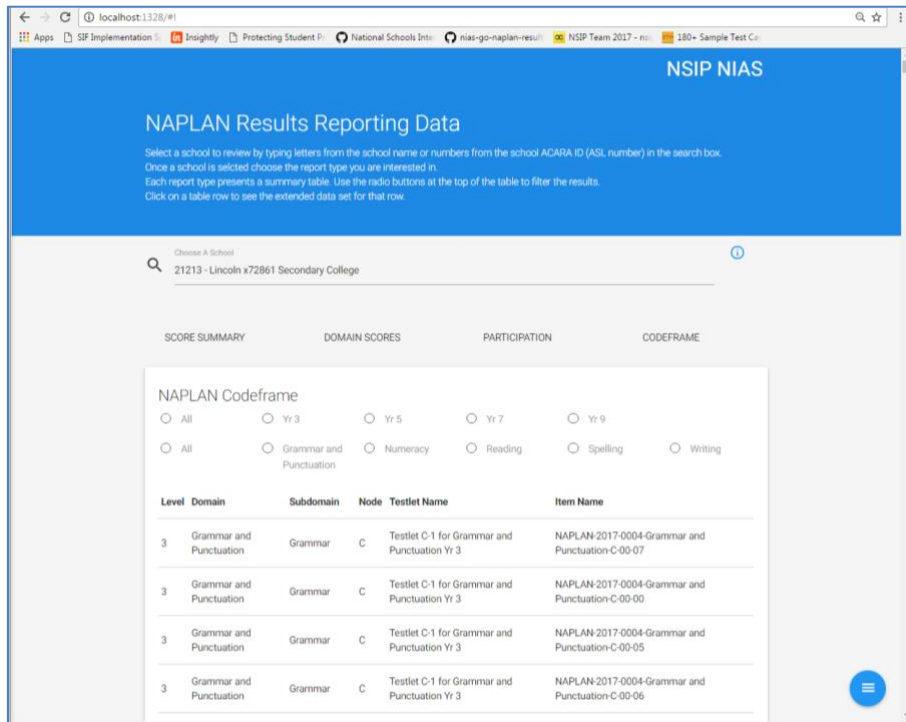 localhost:1328/#!
Apps SIF Implementation Insightly Protecting Student National Schools Inte nias-go-naplan-result NSIP Team 2017 - 180+ Sample Test
NSIP NIAS
NAPLAN Results Reporting Data
Select a school to review by typing letters from the school name or numbers from the school ACARA ID (ASL number) in the search box.
Once a school is selcted choose the report type you are interested in.
Each report type presents a summary table. Use the radio buttons at the top of the table to filter the results.
Click on a table row to see the extended data set for that row.
Choose A School
21213 - Lincoln x72861 Secondary College
SCORE SUMMARY DOMAIN SCORES PARTICIPATION CODEFRAME
NAPLAN Codeframe
All Yr 3 Yr 5 Yr 7 Yr 9
All Grammar and Numeracy Reading Spelling Writing
Punctuation
Level Domain Subdomain Node Testlet Name Item Name
3 Grammar and Grammar C Testlet C-1 for Grammar and NAPLAN-2017-0004-Grammar and
Punctuation Punctuation Yr 3 Punctuation-C-00-07
3 Grammar and Grammar C Testlet C-1 for Grammar and NAPLAN-2017-0004-Grammar and
Punctuation Punctuation Yr 3 Punctuation-C-00-00
3 Grammar and Grammar C Testlet C-1 for Grammar and NAPLAN-2017-0004-Grammar and
Punctuation Punctuation Yr 3 Punctuation-C-00-05
3 Grammar and Grammar C Testlet C-1 for Grammar and NAPLAN-2017-0004-Grammar and
Punctuation Punctuation Yr 3 Punctuation-C-00-06